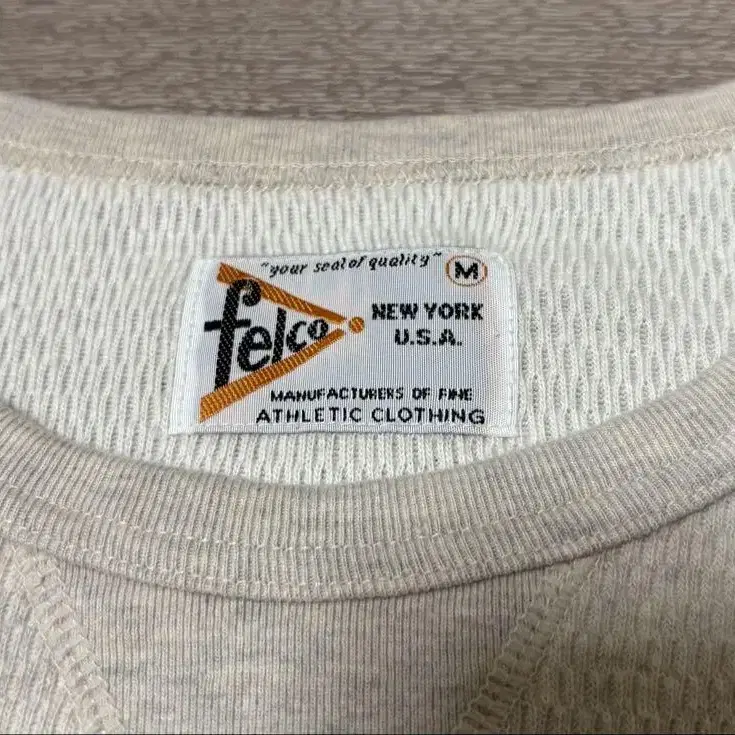 "your seal of quality"
M
felco
NEW YORK
U.S.A.
MANUFACTURERS OF FINE
ATHLETIC CLOTHING